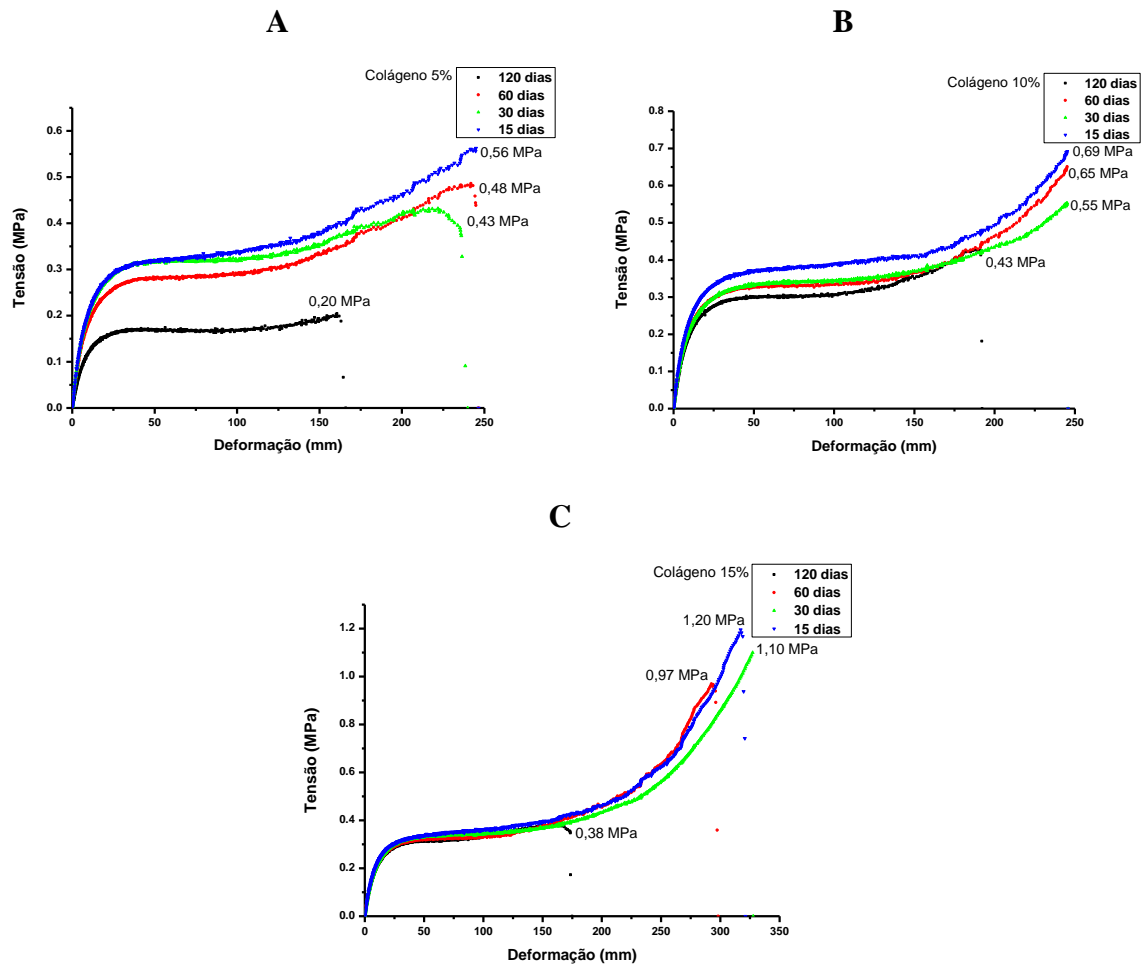 A
Colágeno 5%
120 dias
60 dias
30 dias
15 dias
0,56 MPa
0,48 MPa
0,43 MPa
0,20 MPa
0.6
0.5
0.4
0.3
0.2
0.1
0.0
Tensão (MPa)
0 50 100 150 200 250
Deformação (mm)
B
Colágeno 10%
120 dias
60 dias
30 dias
15 dias
0,69 MPa
0,65 MPa
0,55 MPa
0,43 MPa
0.8
0.7
0.6
0.5
0.4
0.3
0.2
0.1
0.0
Tensão (MPa)
0 25 50 75 100 125 150 175 200 225 250
Deformação (mm)
C
Colágeno 15%
120 dias
60 dias
30 dias
15 dias
1,20 MPa
1,10 MPa
0,97 MPa
0,38 MPa
1.2
1.0
0.8
0.6
0.4
0.2
0.0
Tensão (MPa)
0 50 100 150 200 250 300 350
Deformação (mm)